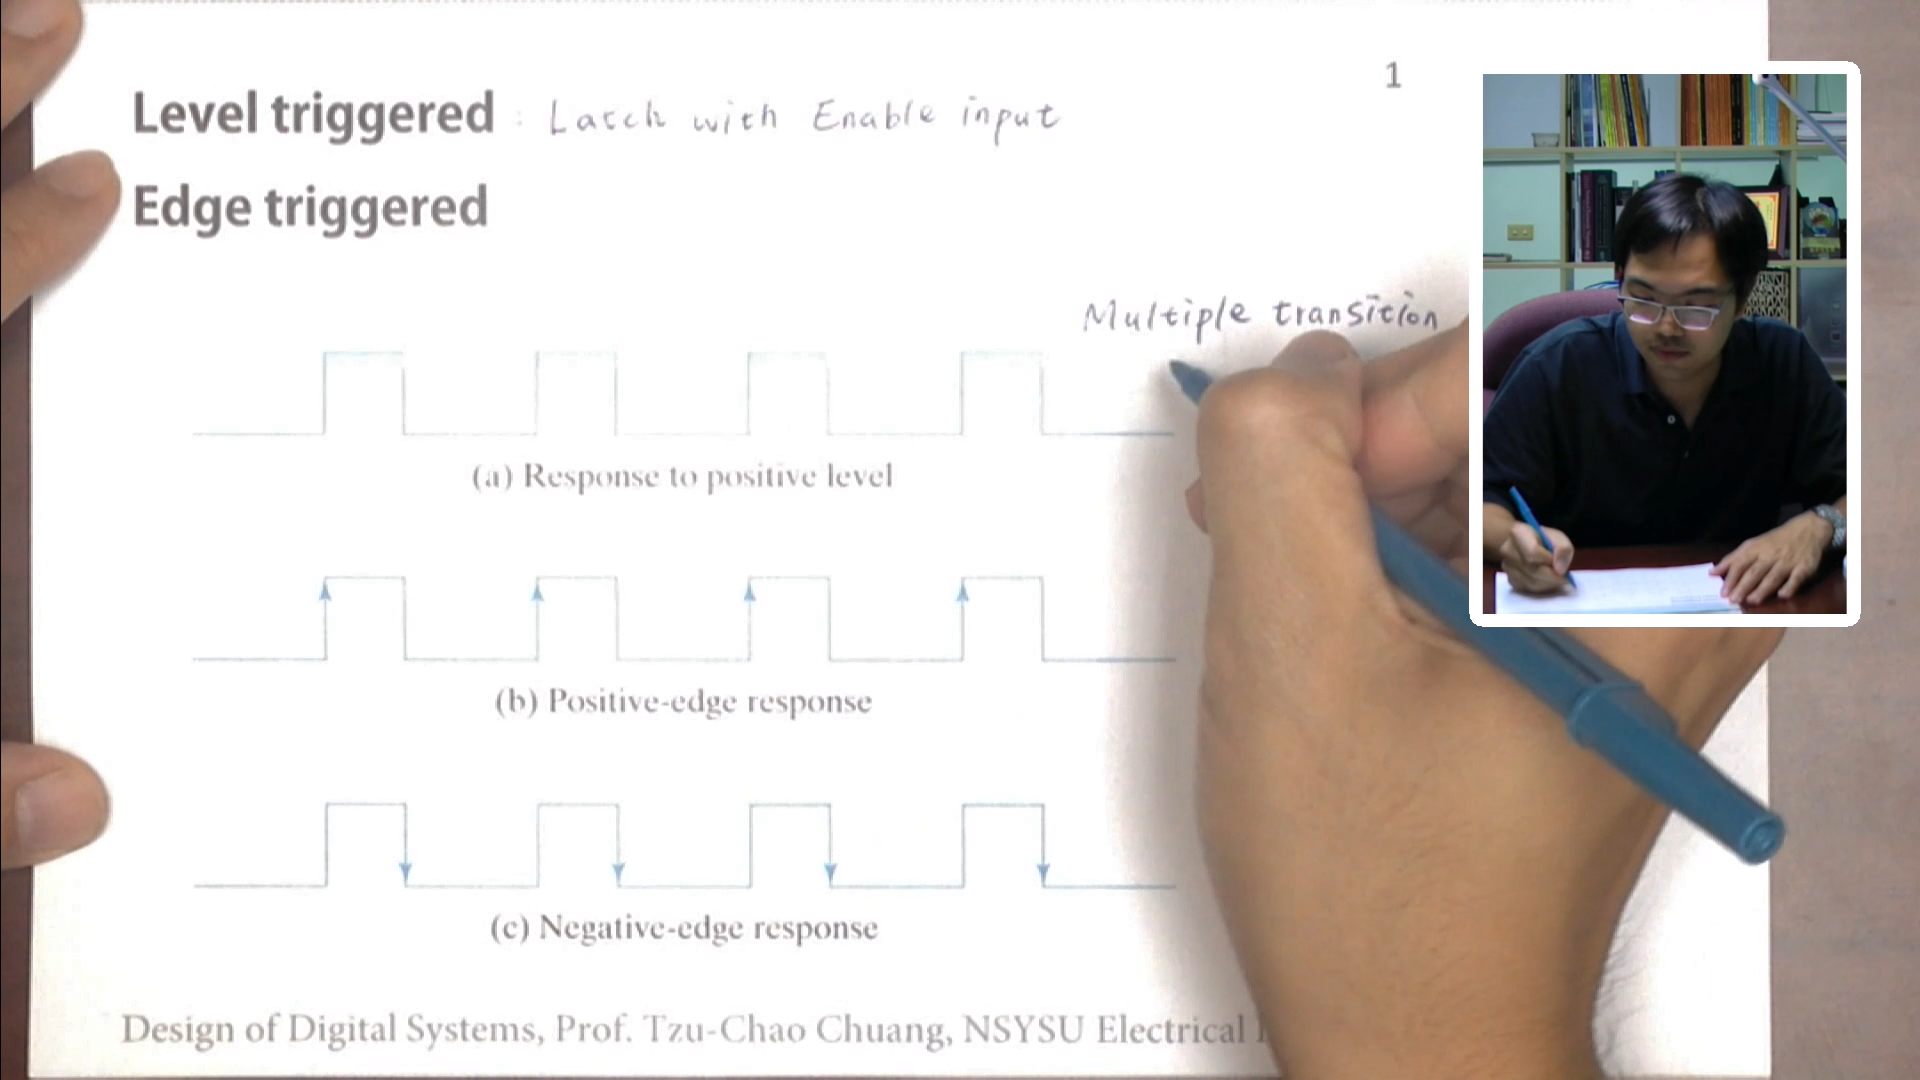 1
Level triggered : Latch with Enable input
Edge triggered
Multiple transition
(a) Response to positive level
(b) Positive-edge response
(c) Negative-edge response
Design of Digital Systems, Prof. Tzu-Chao Chuang, NSYSU Electrical